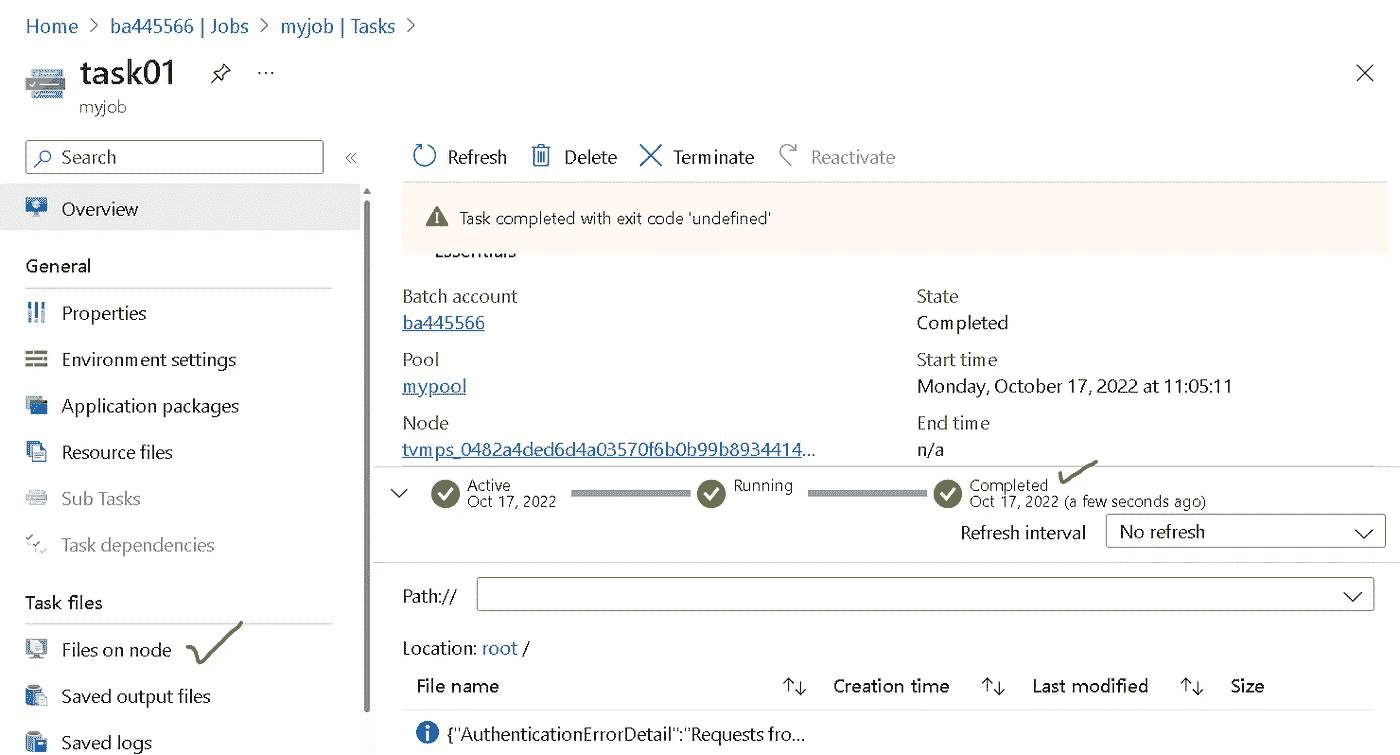 Home > ba445566 | Jobs > myjob | Tasks >
task01
myjob
Search
Overview
General
Properties
Environment settings
Application packages
Resource files
Sub Tasks
Task dependencies
Task files
Files on node
Saved output files
Saved logs
Refresh Delete Terminate Reactivate
Task completed with exit code 'undefined'
Essentials
Batch account
ba445566
Pool
mypool
Node
tvmps_0482a4ded6d4a03570f6b0b99b8934414...
State
Completed
Start time
Monday, October 17, 2022 at 11:05:11
End time
n/a
Active
Oct 17, 2022
Running
Completed
Oct 17, 2022 (a few seconds ago)
Refresh interval No refresh
Path://
Location: root /
File name Creation time Last modified Size
{"AuthenticationErrorDetail":"Requests fro...